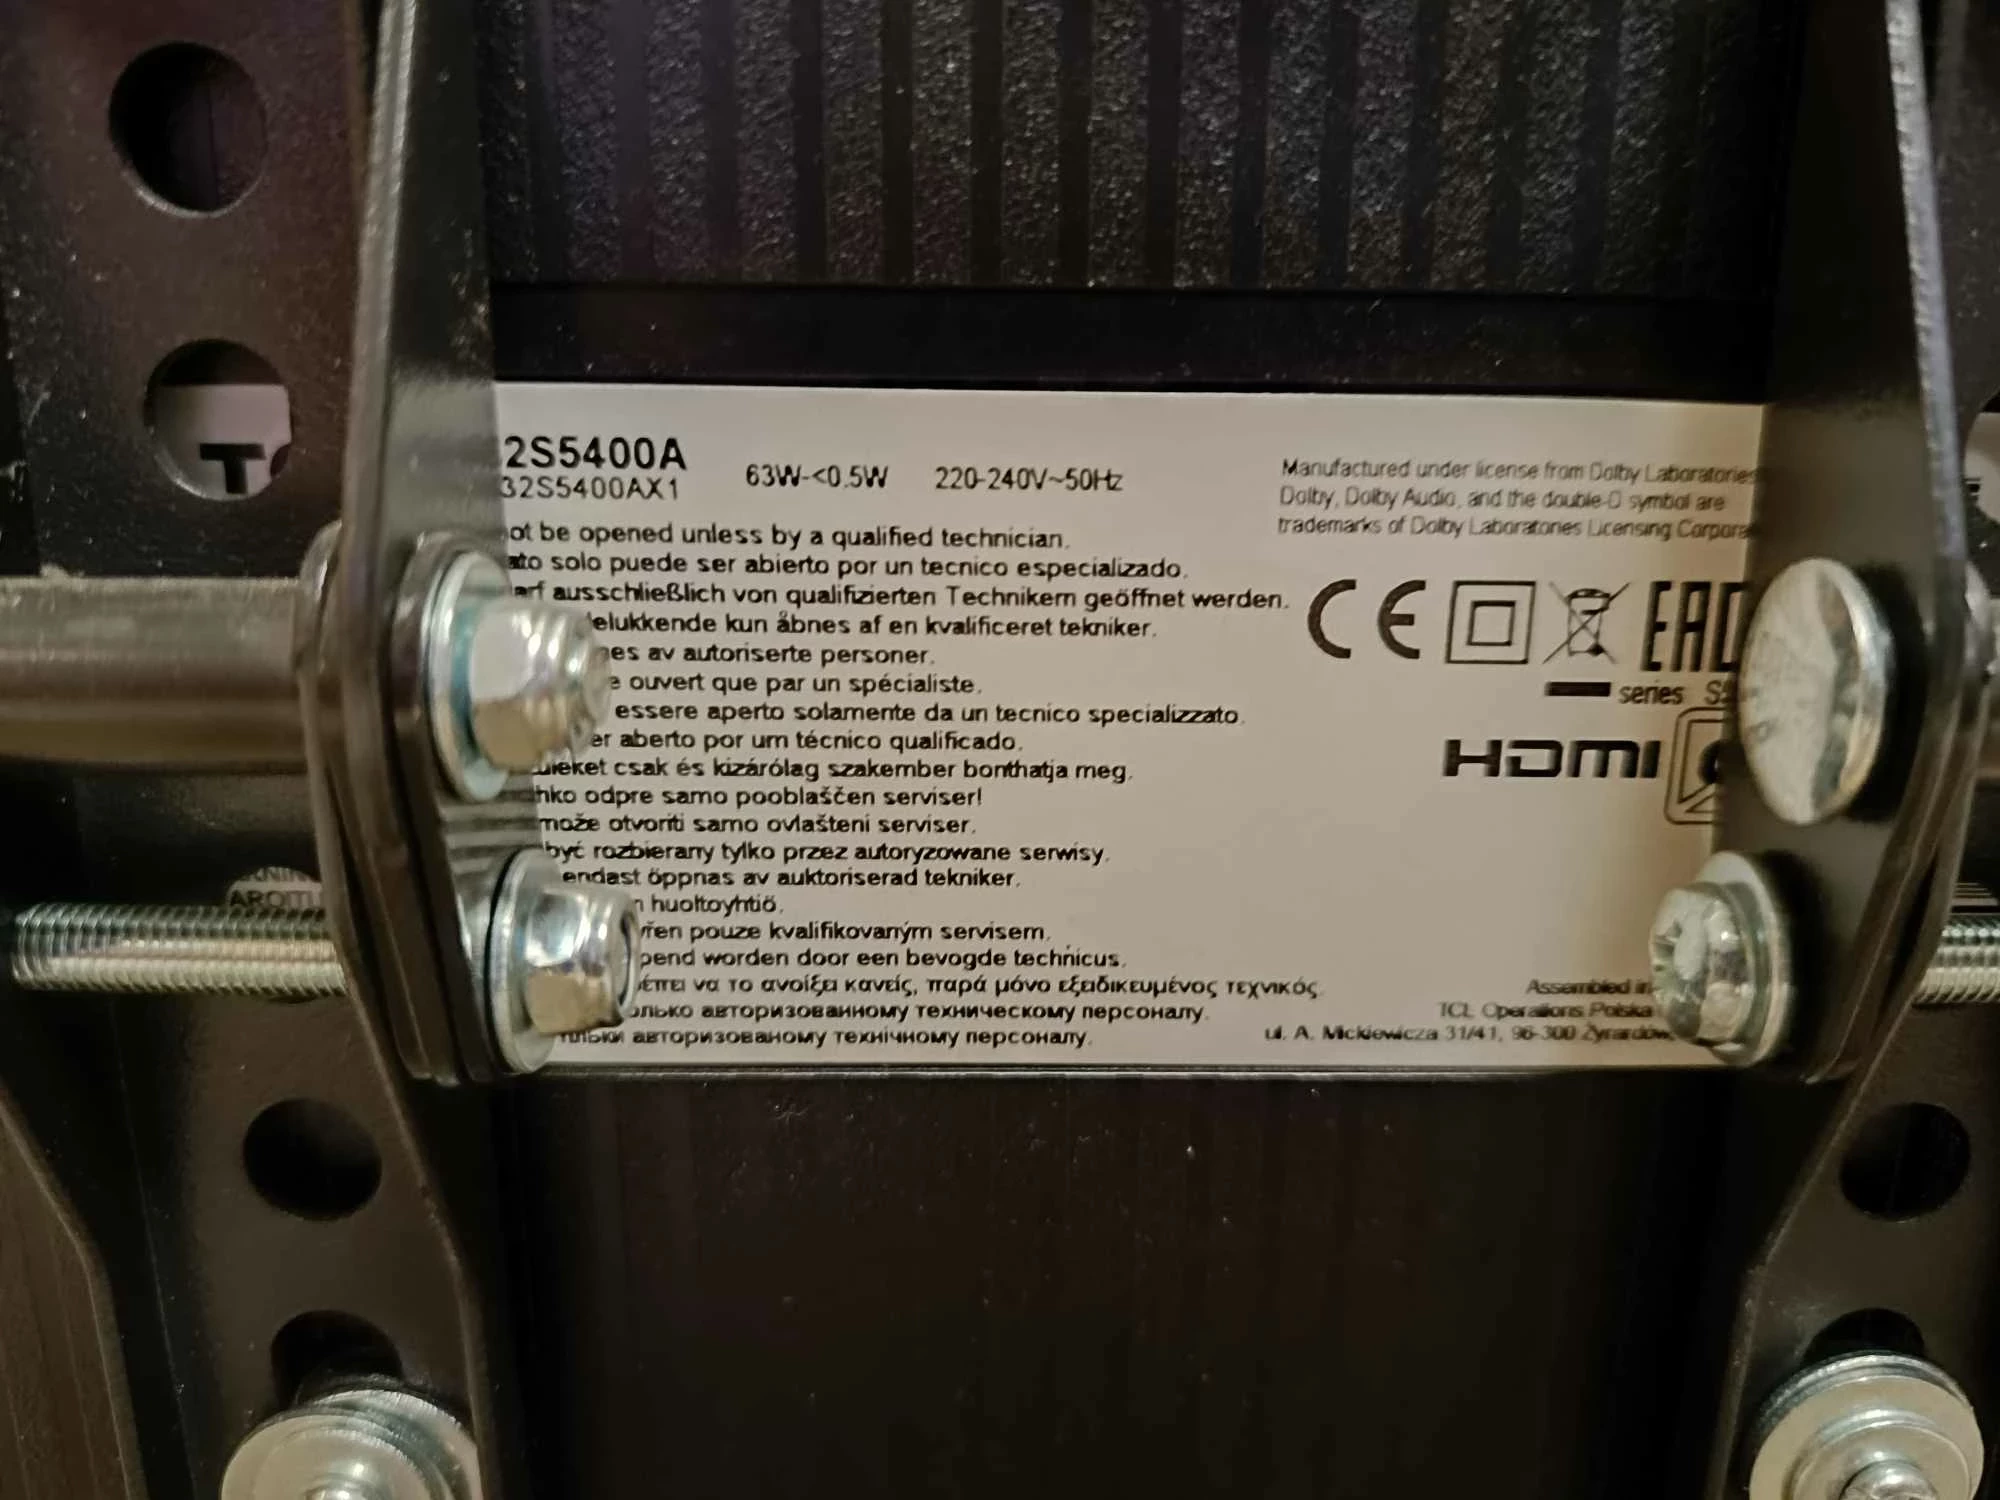 T
2S5400A
32S5400AX1
63W-<0.5W 220-240V~50Hz
Manufactured under license from Dolby Laboratories
Dolby, Dolby Audio, and the double-D symbol are
trademarks of Dolby Laboratories Licensing Corpora
ot be opened unless by a qualified technician.
ato solo puede ser abierto por un tecnico especializado.
arf ausschließlich von qualifizierten Technikern geöffnet werden.
elukkende kun åbnes af en kvalificeret tekniker.
nes av autoriserte personer.
e ouvert que par un spécialiste.
essere aperto solamente da un tecnico specializzato.
er aberto por um técnico qualificado.
csak és kizárólag szakember bonthatja meg.
hko odpre samo pooblaščen serviser!
može otvoriti samo ovlašteni serviser.
być rozbierany tylko przez autoryzowane serwisy.
endast öppnas av auktoriserad tekniker.
n huoltoyhtiö.
vřen pouze kvalifikovaným servisem.
pend worden door een bevogde technicus.
έπει να το ανοίξει κανείς, παρά μόνο εξειδικευμένος τεχνικός.
олько авторизованному техническому персоналу.
тільки авторизованому технічному персоналу.
CE EAC
series S5
HDMI
Assembled in
TCL Operations Polska
ul. A. Mickiewicza 31/41, 96-300 Żyrardów,